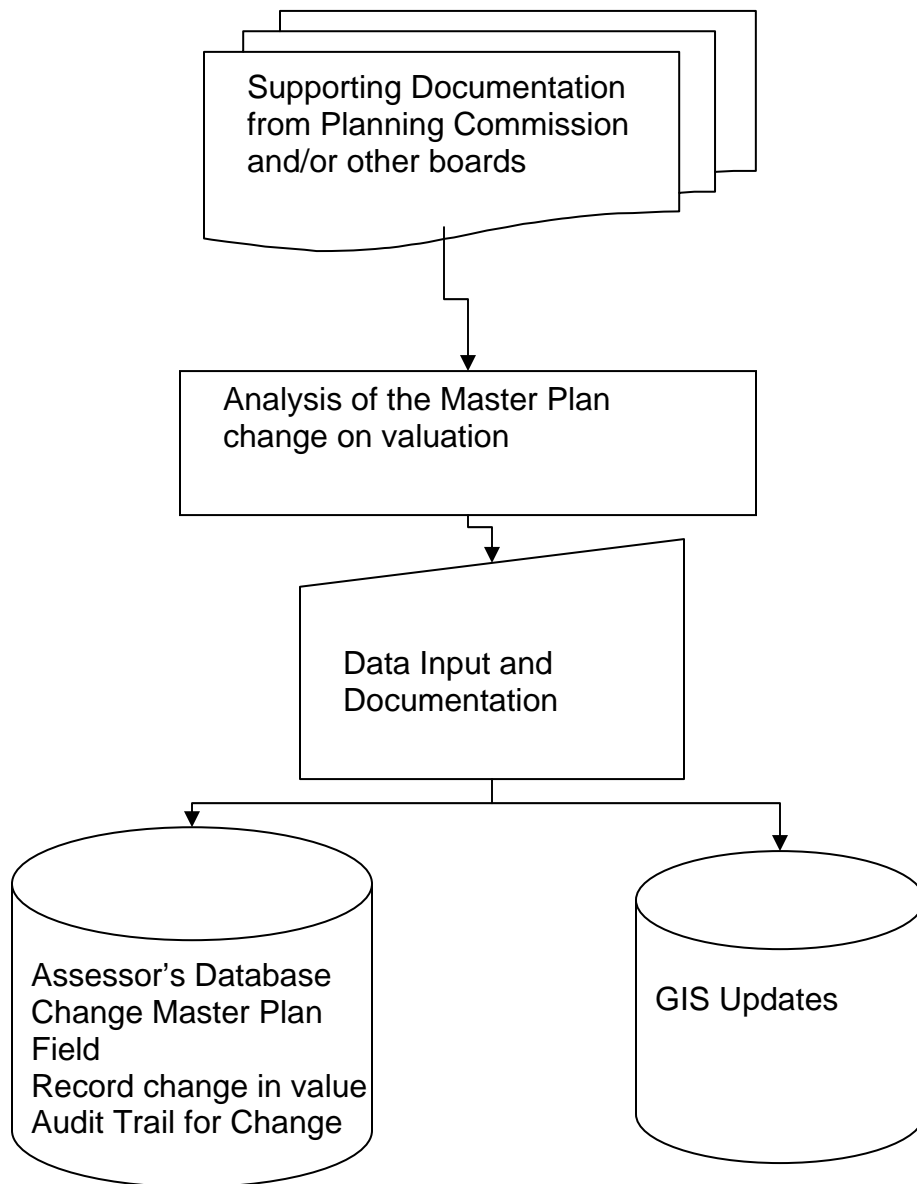 Supporting Documentation
from Planning Commission
and/or other boards
Analysis of the Master Plan
change on valuation
Data Input and
Documentation
Assessor’s Database
Change Master Plan
Field
Record change in value
Audit Trail for Change
GIS Updates